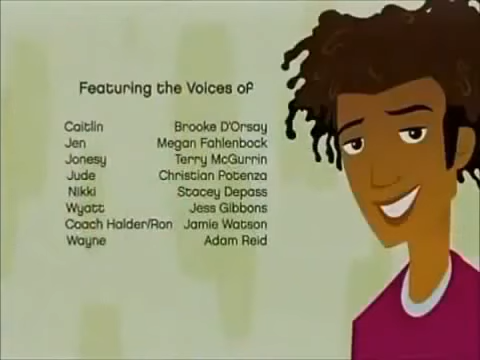 Featuring the Voices of
Caitlin Brooke D'Orsay
Jen Megan Fahlenbock
Jonesy Terry McGurrin
Jude Christian Potenza
Nikki Stacey Depass
Wyatt Jess Gibbons
Coach Halder/Ron Jamie Watson
Wayne Adam Reid